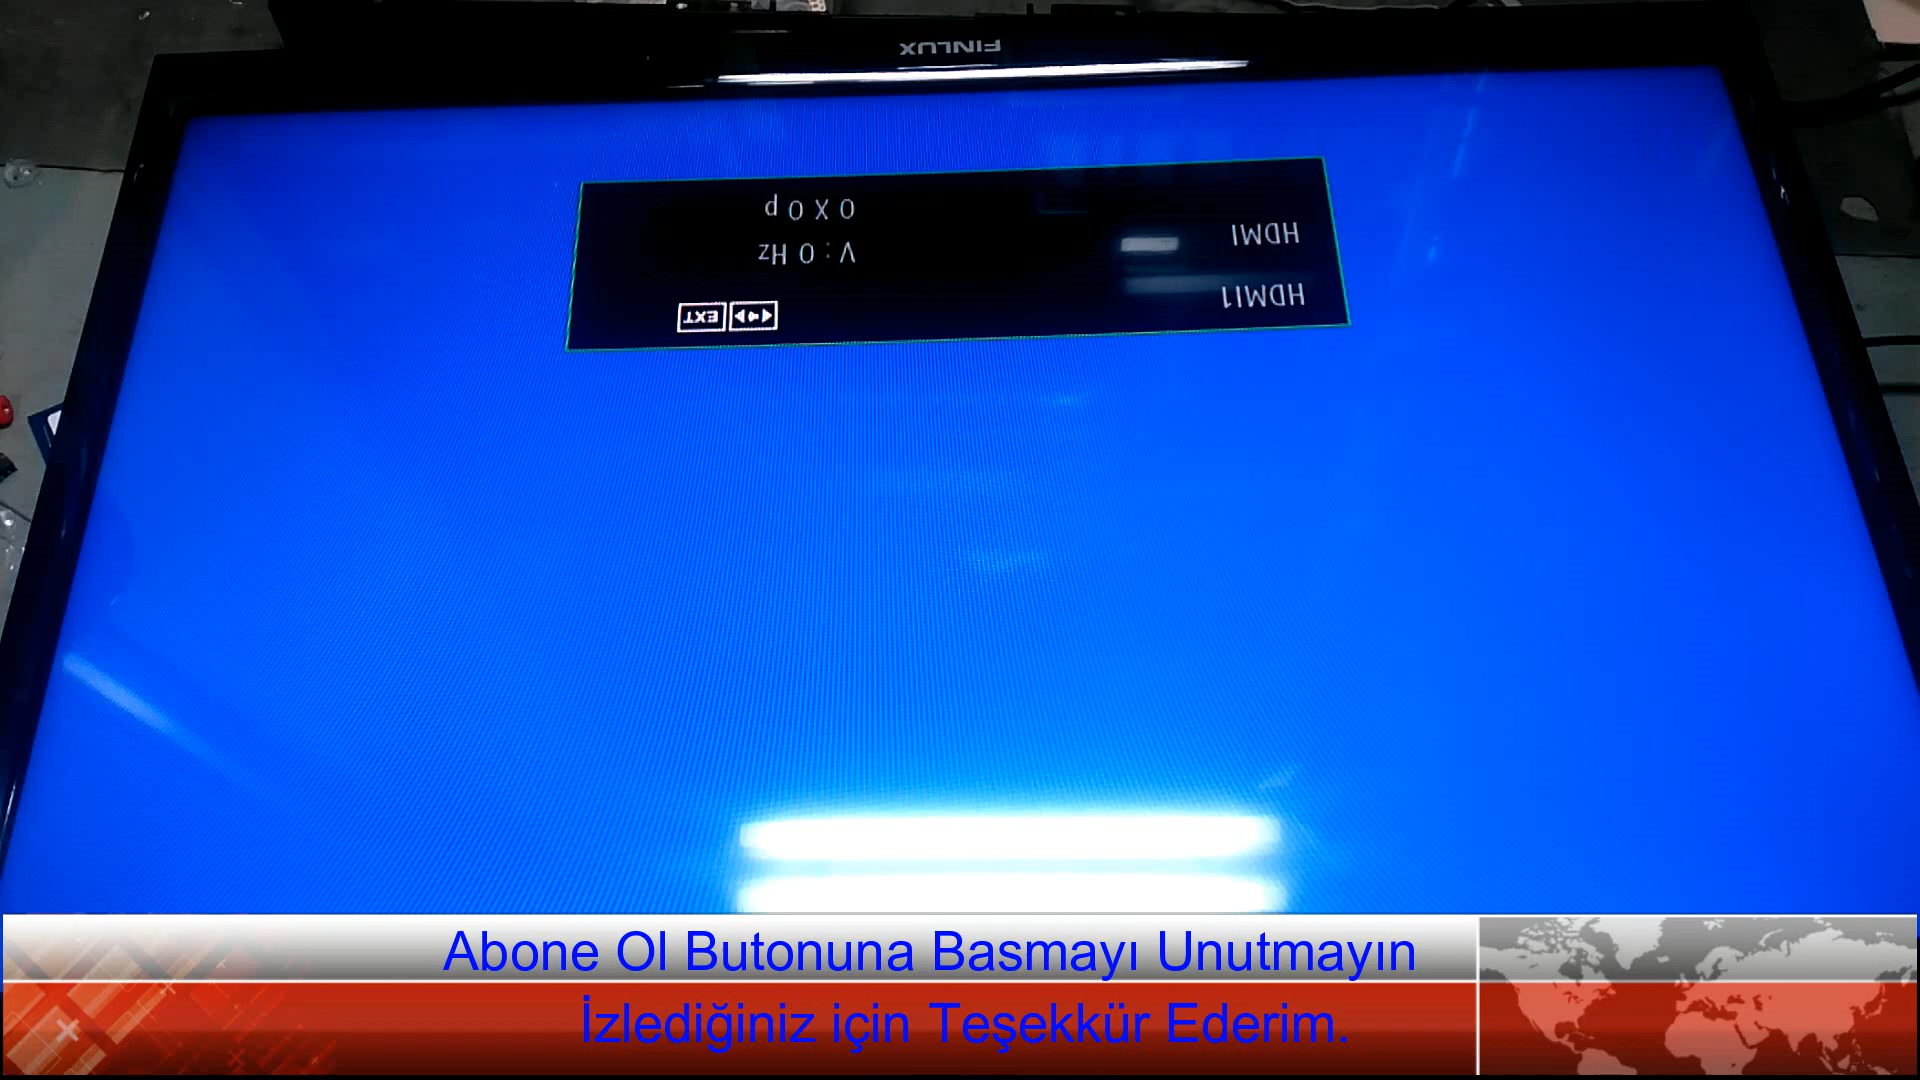 FINLUX
HDMI1
EXT
HDMI
V : 0 Hz
0 X 0 p
Abone Ol Butonuna Basmayı Unutmayın
İzlediğiniz için Teşekkür Ederim.